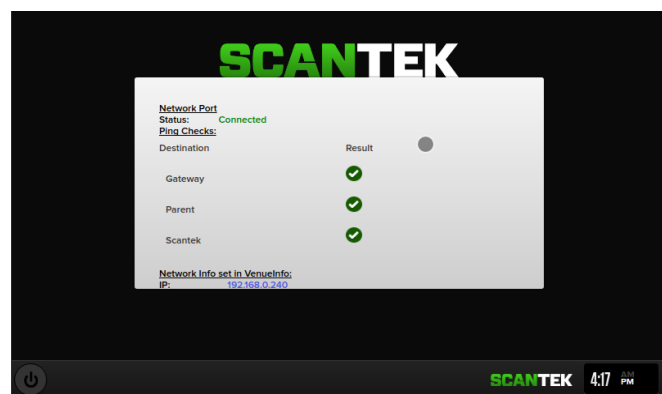 SCANTEK
Network Port
Status: Connected
Ping Checks:
Destination Result
Gateway
Parent
Scantek
Network Info set in VenueInfo:
IP: 192.168.0.240
SCANTEK 4:17 AM
PM